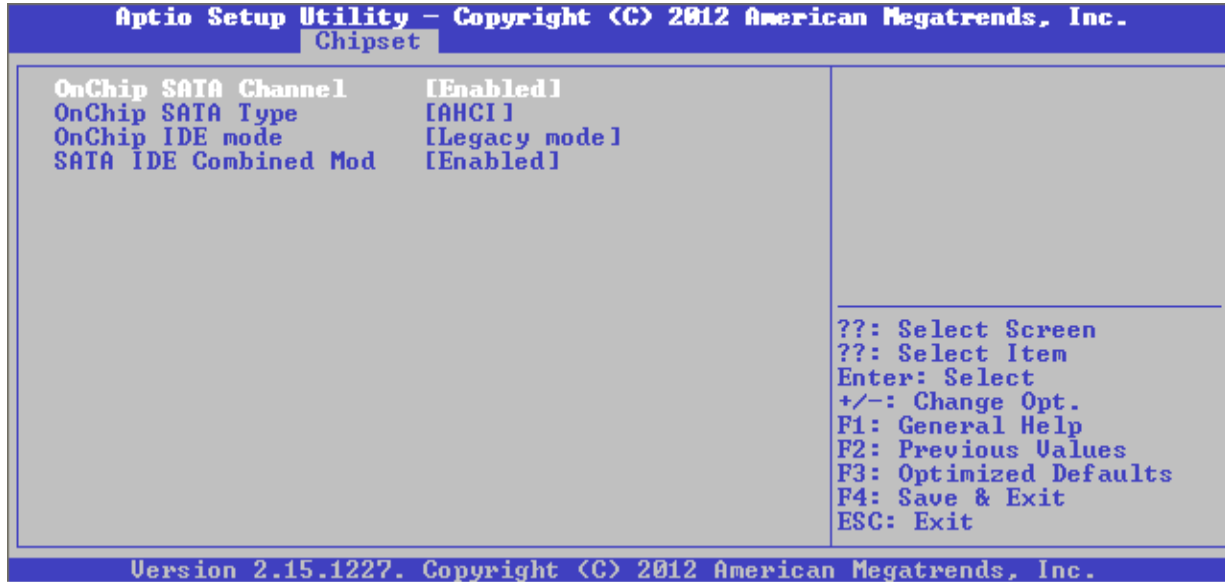 Aptio Setup Utility – Copyright (C) 2012 American Megatrends, Inc.
Chipset
OnChip SATA Channel [Enabled]
OnChip SATA Type [AHCI]
OnChip IDE mode [Legacy mode]
SATA IDE Combined Mod [Enabled]
??: Select Screen
??: Select Item
Enter: Select
+/-: Change Opt.
F1: General Help
F2: Previous Values
F3: Optimized Defaults
F4: Save & Exit
ESC: Exit
Version 2.15.1227. Copyright (C) 2012 American Megatrends, Inc.